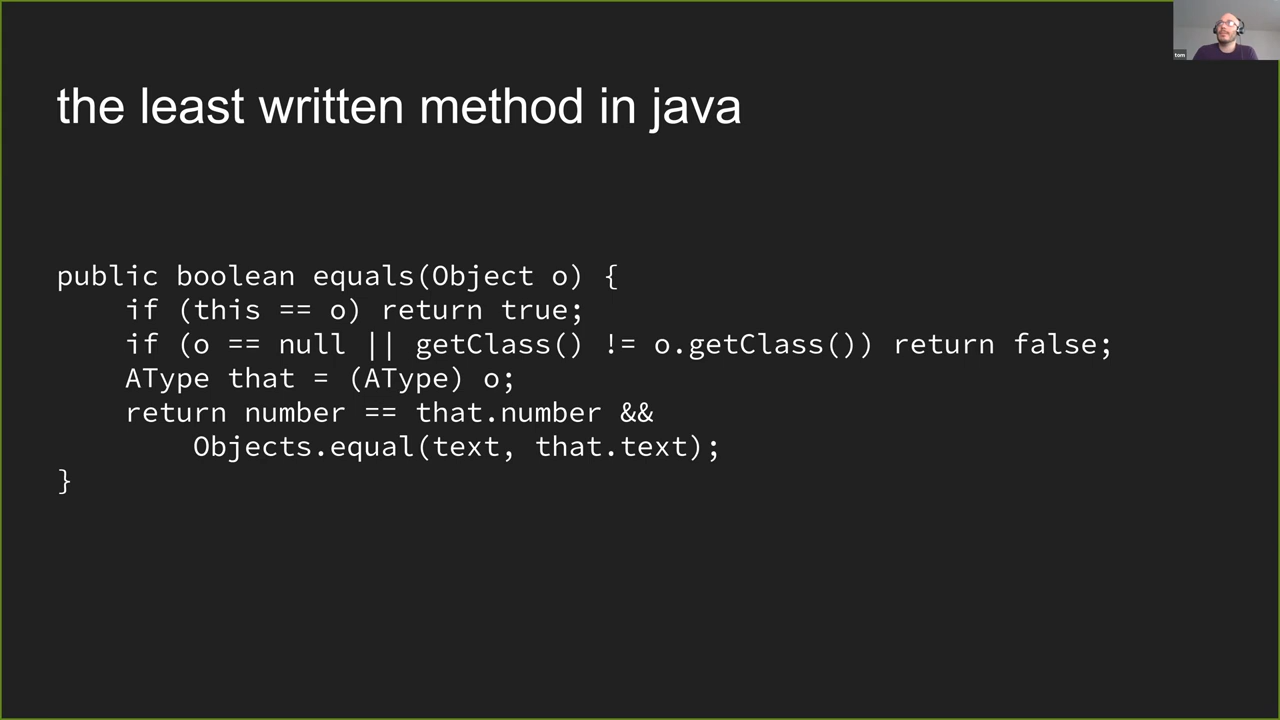 the least written method in java
public boolean equals(Object o) {
    if (this == o) return true;
    if (o == null || getClass() != o.getClass()) return false;
    AType that = (AType) o;
    return number == that.number &&
        Objects.equal(text, that.text);
}
tom